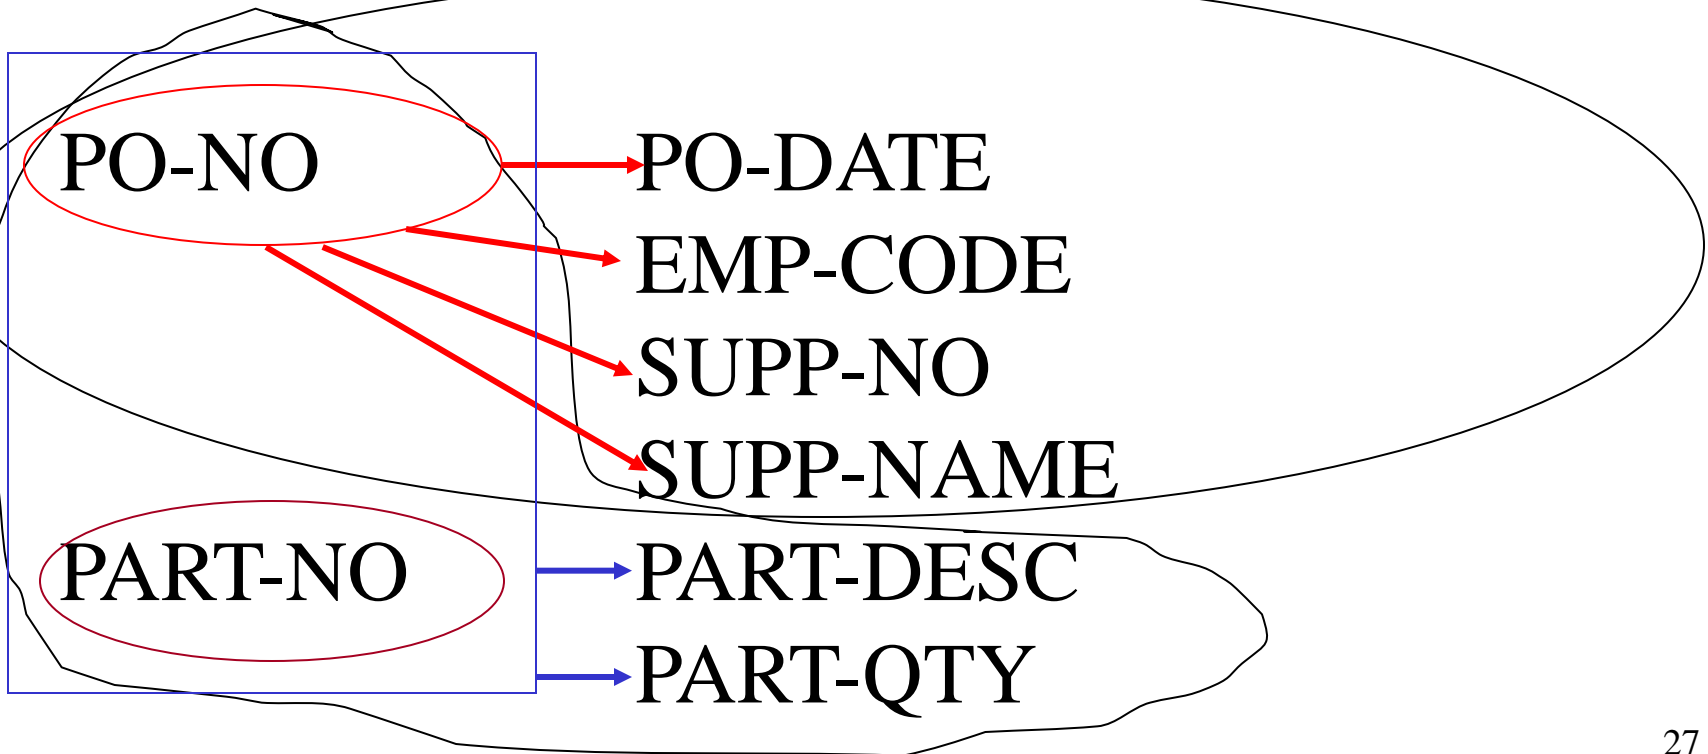 PO-NO PO-DATE
EMP-CODE
SUPP-NO
SUPP-NAME
PART-NO PART-DESC
PART-QTY
27